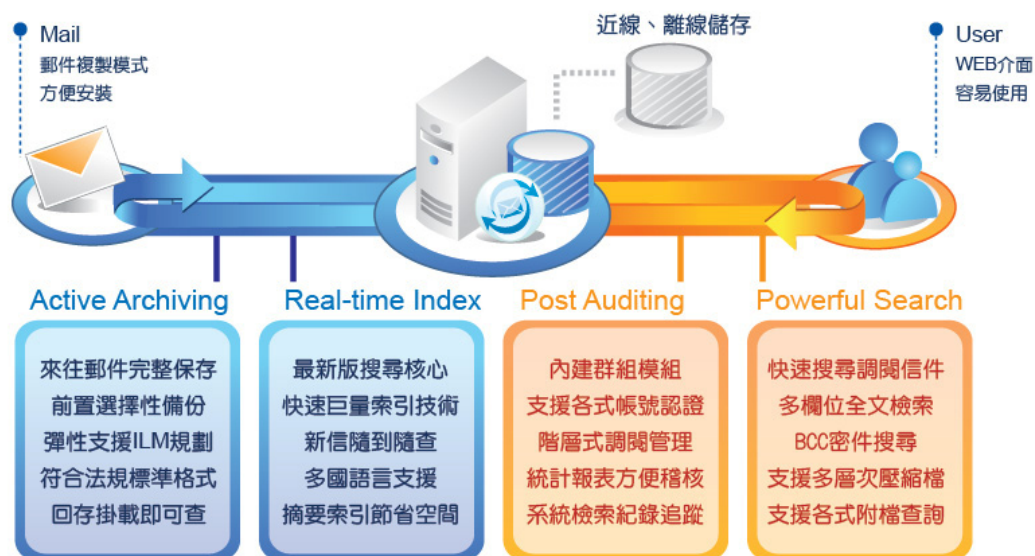 Mail
郵件複製模式
方便安裝
近線、離線儲存
User
WEB介面
容易使用
Active Archiving
來往郵件完整保存
前置選擇性備份
彈性支援ILM規劃
符合法規標準格式
回存掛載即可查
Real-time Index
最新版搜尋核心
快速巨量索引技術
新信隨到隨查
多國語言支援
摘要索引節省空間
Post Auditing
內建群組模組
支援各式帳號認證
階層式調閱管理
統計報表方便稽核
系統檢索紀錄追蹤
Powerful Search
快速搜尋調閱信件
多欄位全文檢索
BCC密件搜尋
支援多層次壓縮檔
支援各式附檔查詢